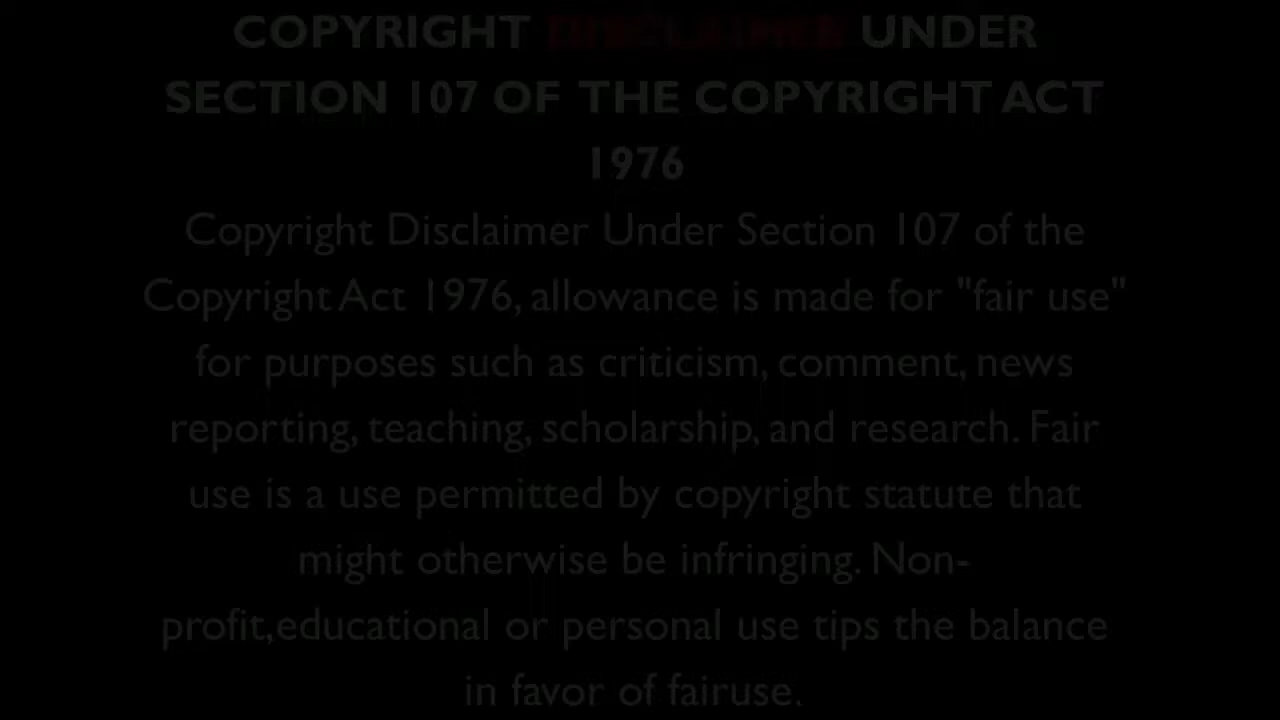 COPYRIGHT DISCLAIMER UNDER
SECTION 107 OF THE COPYRIGHT ACT
1976
Copyright Disclaimer Under Section 107 of the
Copyright Act 1976, allowance is made for "fair use"
for purposes such as criticism, comment, news
reporting, teaching, scholarship, and research. Fair
use is a use permitted by copyright statute that
might otherwise be infringing. Non-
profit,educational or personal use tips the balance
in favor of fairuse.